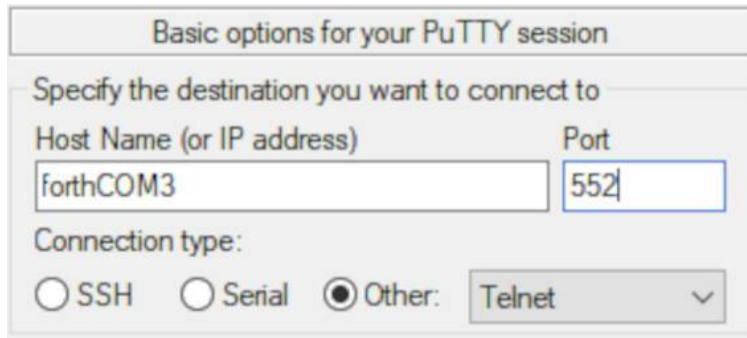 Basic options for your PuTTY session
Specify the destination you want to connect to
Host Name (or IP address) Port
forthCOM3 552
Connection type:
SSH Serial Other: Telnet